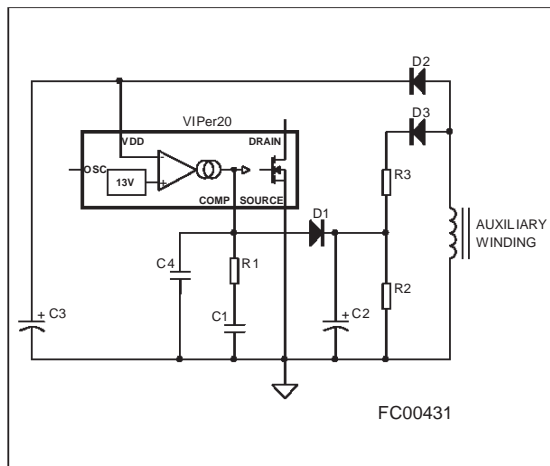 D2
VIPer20
D3
VDD
DRAIN
OSC
-
13V
+
COMP SOURCE
R3
D1
AUXILIARY
WINDING
C4
R1
R2
+
C3
C1
+
C2
FC00431